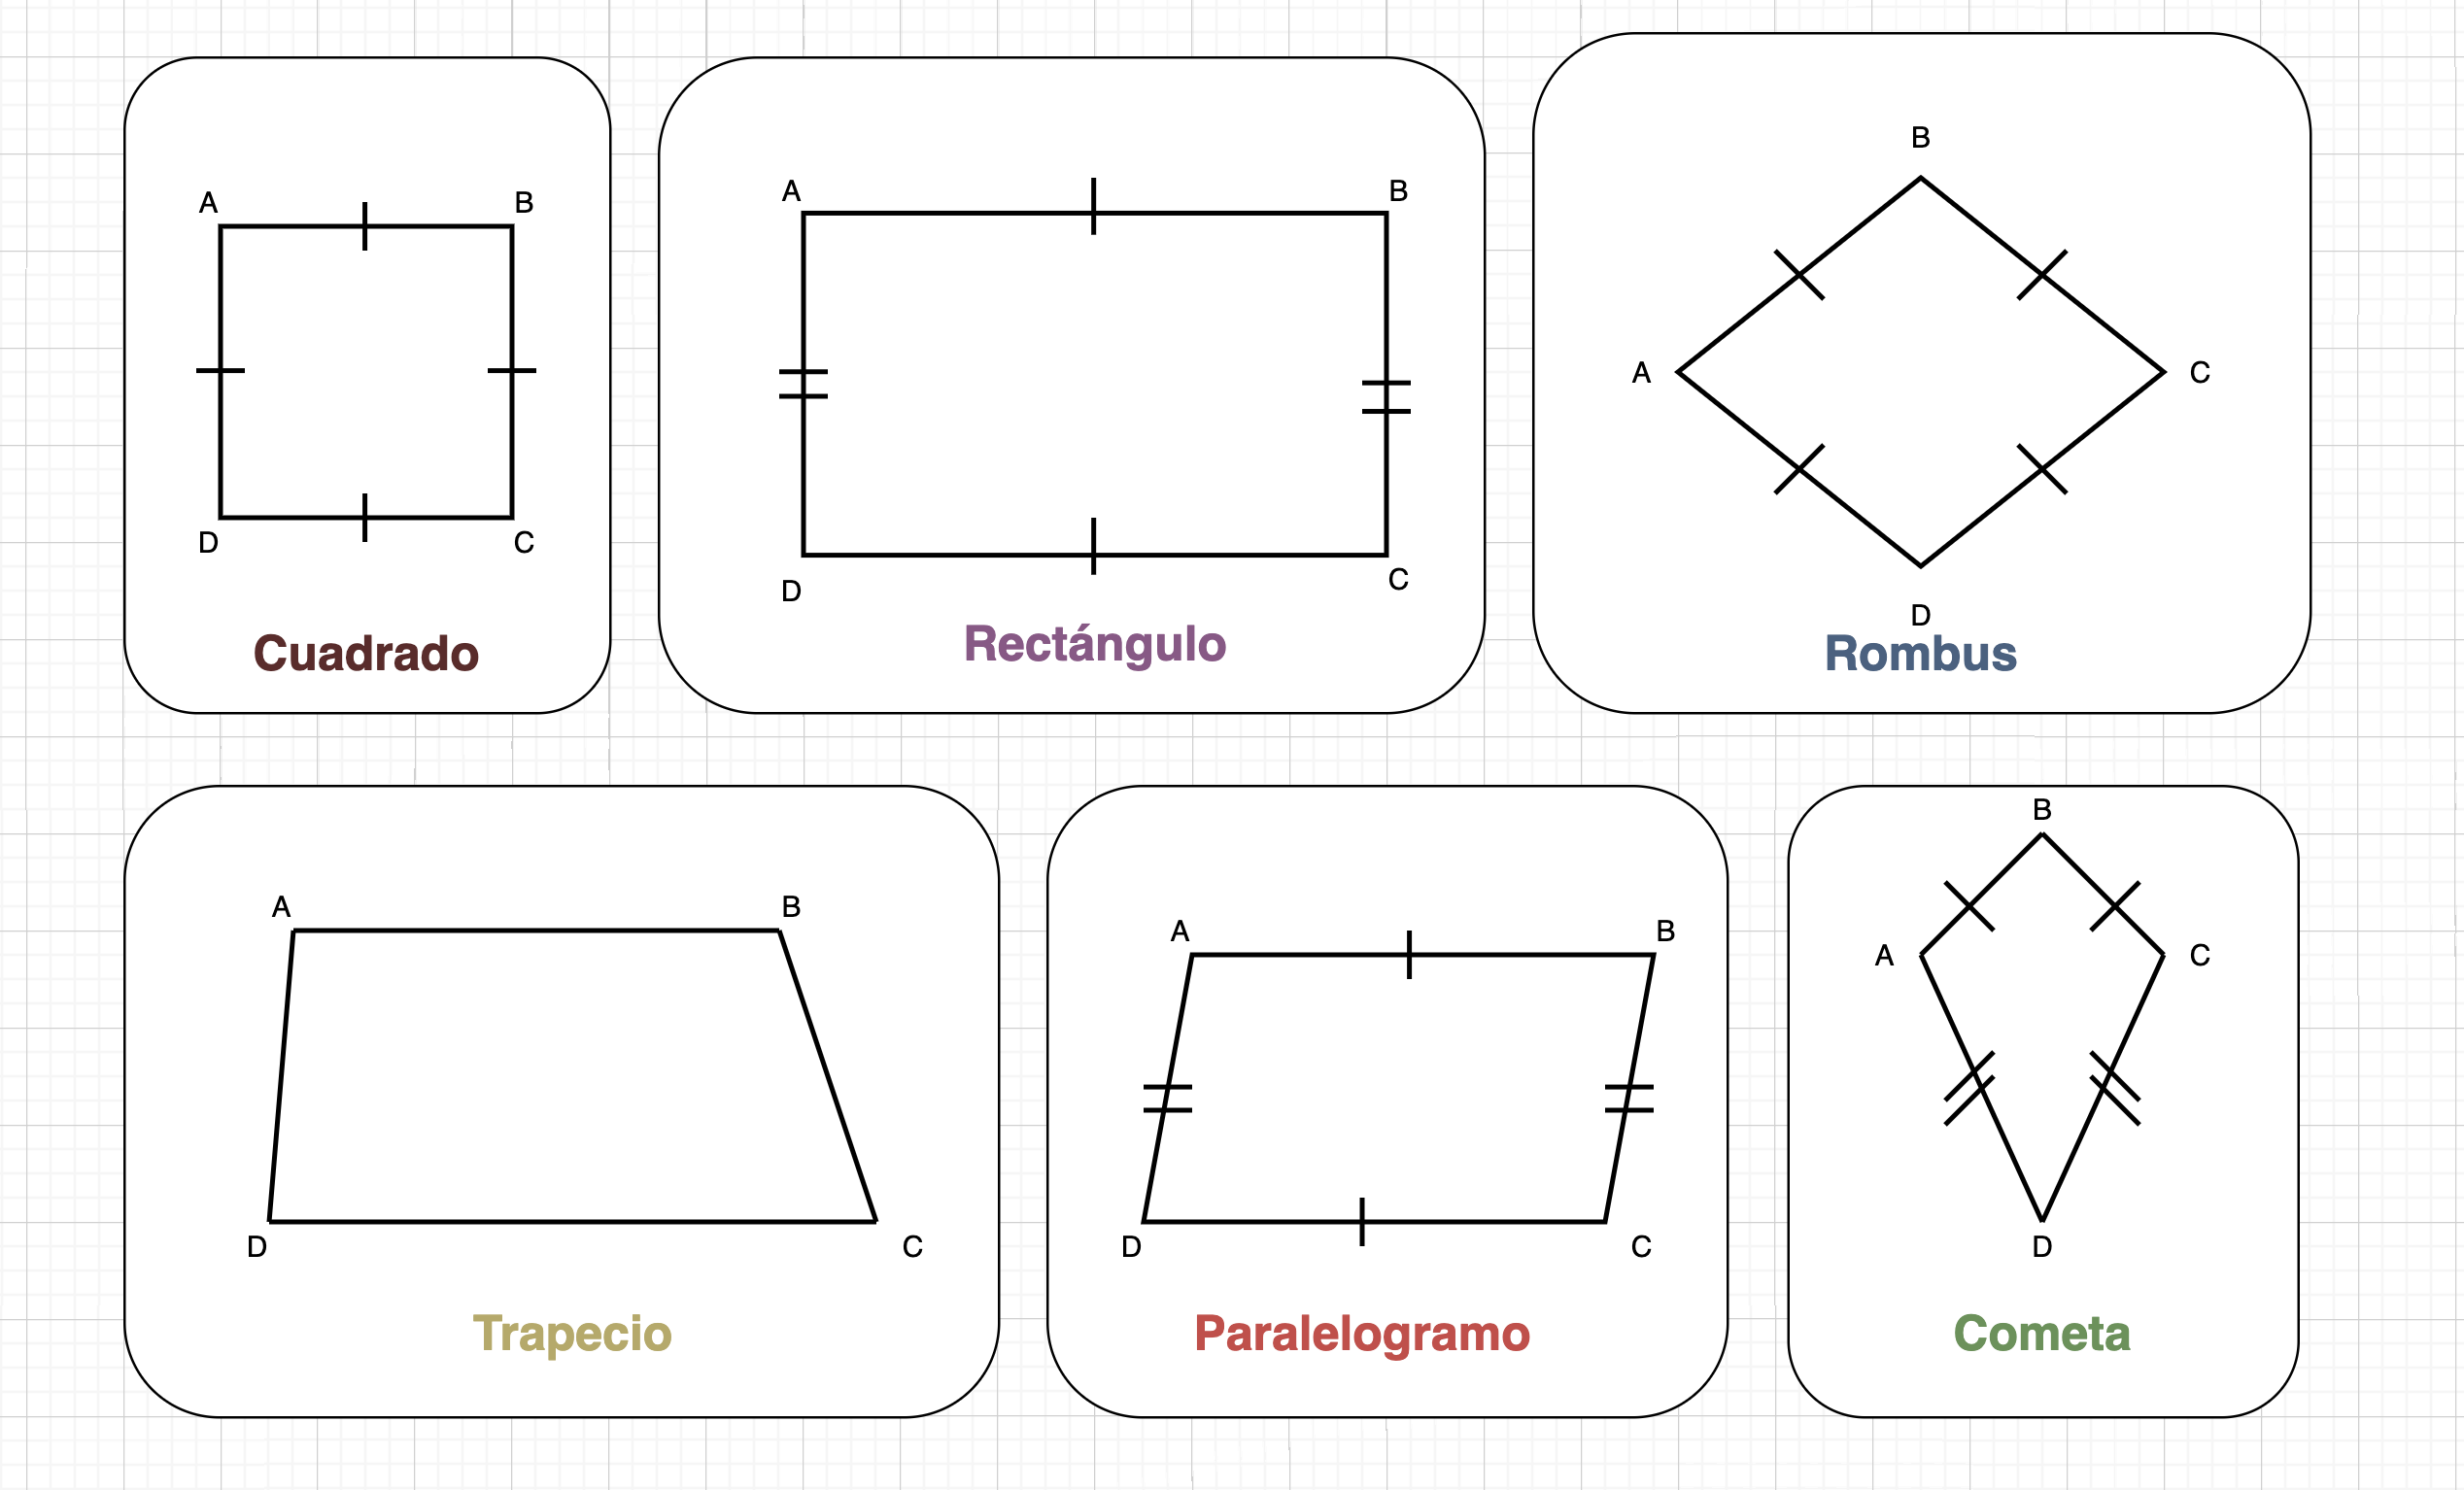 A B
D C
Cuadrado
A B
D C
Rectángulo
B
A C
D
Rombus
A B
D C
Trapecio
A B
D C
Paralelogramo
B
A C
D
Cometa